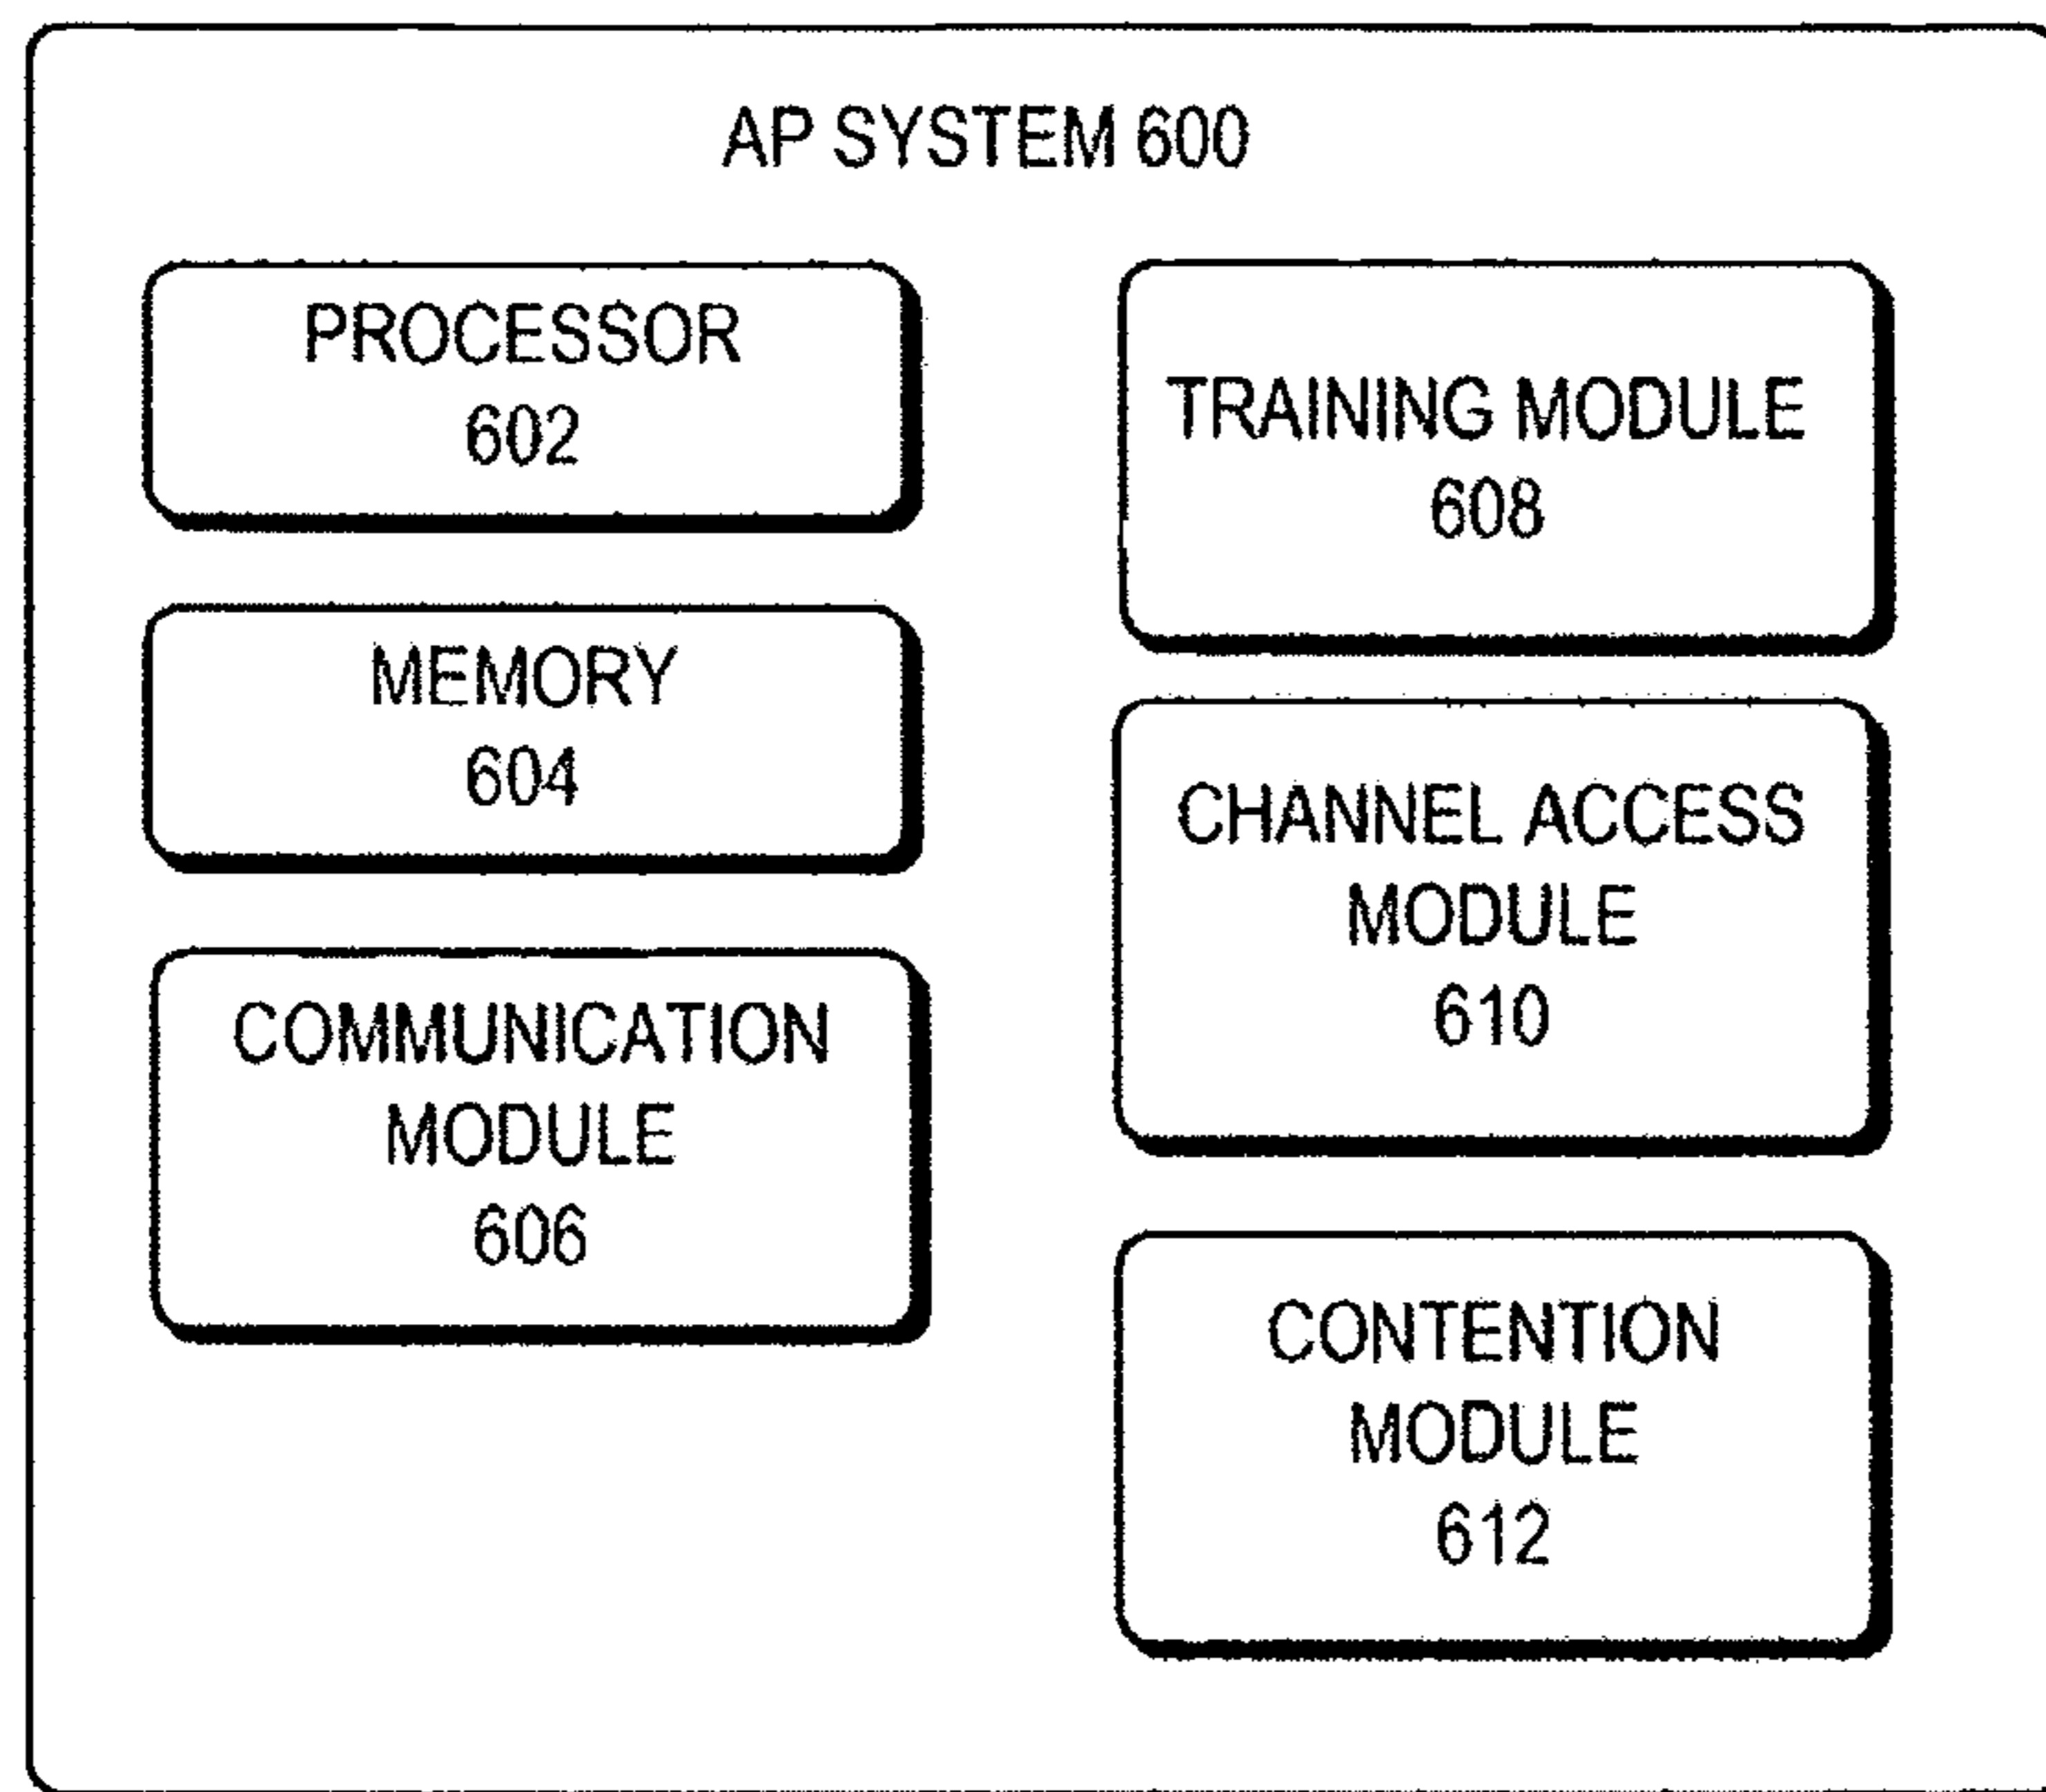 AP SYSTEM 600
PROCESSOR
602
MEMORY
604
COMMUNICATION
MODULE
606
TRAINING MODULE
608
CHANNEL ACCESS
MODULE
610
CONTENTION
MODULE
612